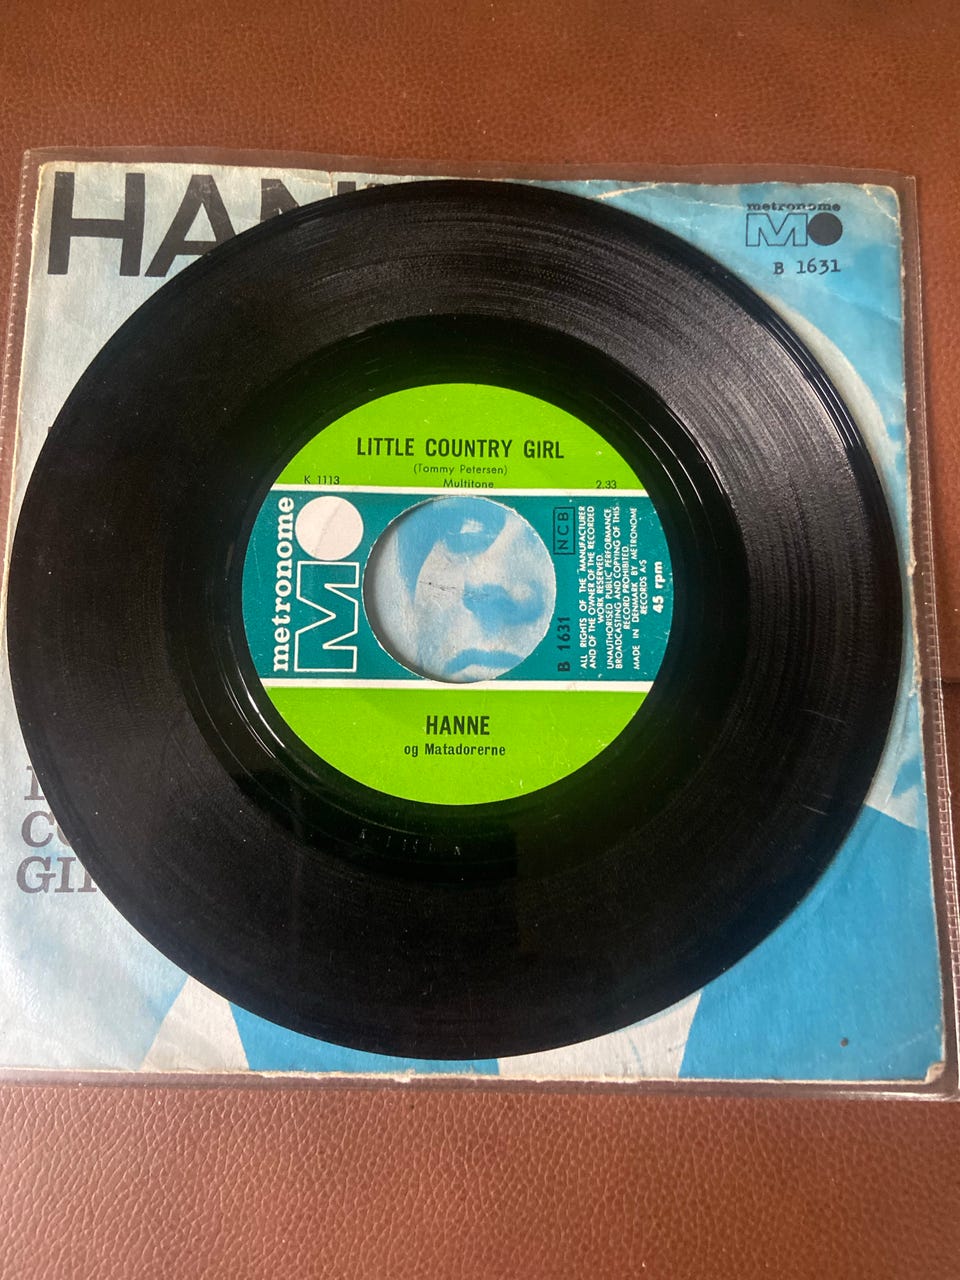 HAN
metronome
MO
B 1631
LITTLE COUNTRY GIRL
(Tommy Petersen)
K 1113
Multitone
2.33
metronome
M
NCB
B 1631
ALL RIGHTS OF THE MANUFACTURER
AND OF THE OWNER OF THE RECORDED
WORK RESERVED.
UNAUTHORISED PUBLIC PERFORMANCE,
BROADCASTING AND COPYING OF THIS
RECORD PROHIBITED.
MADE IN DENMARK BY METRONOME
RECORDS A/S
45 rpm
HANNE
og Matadorerne